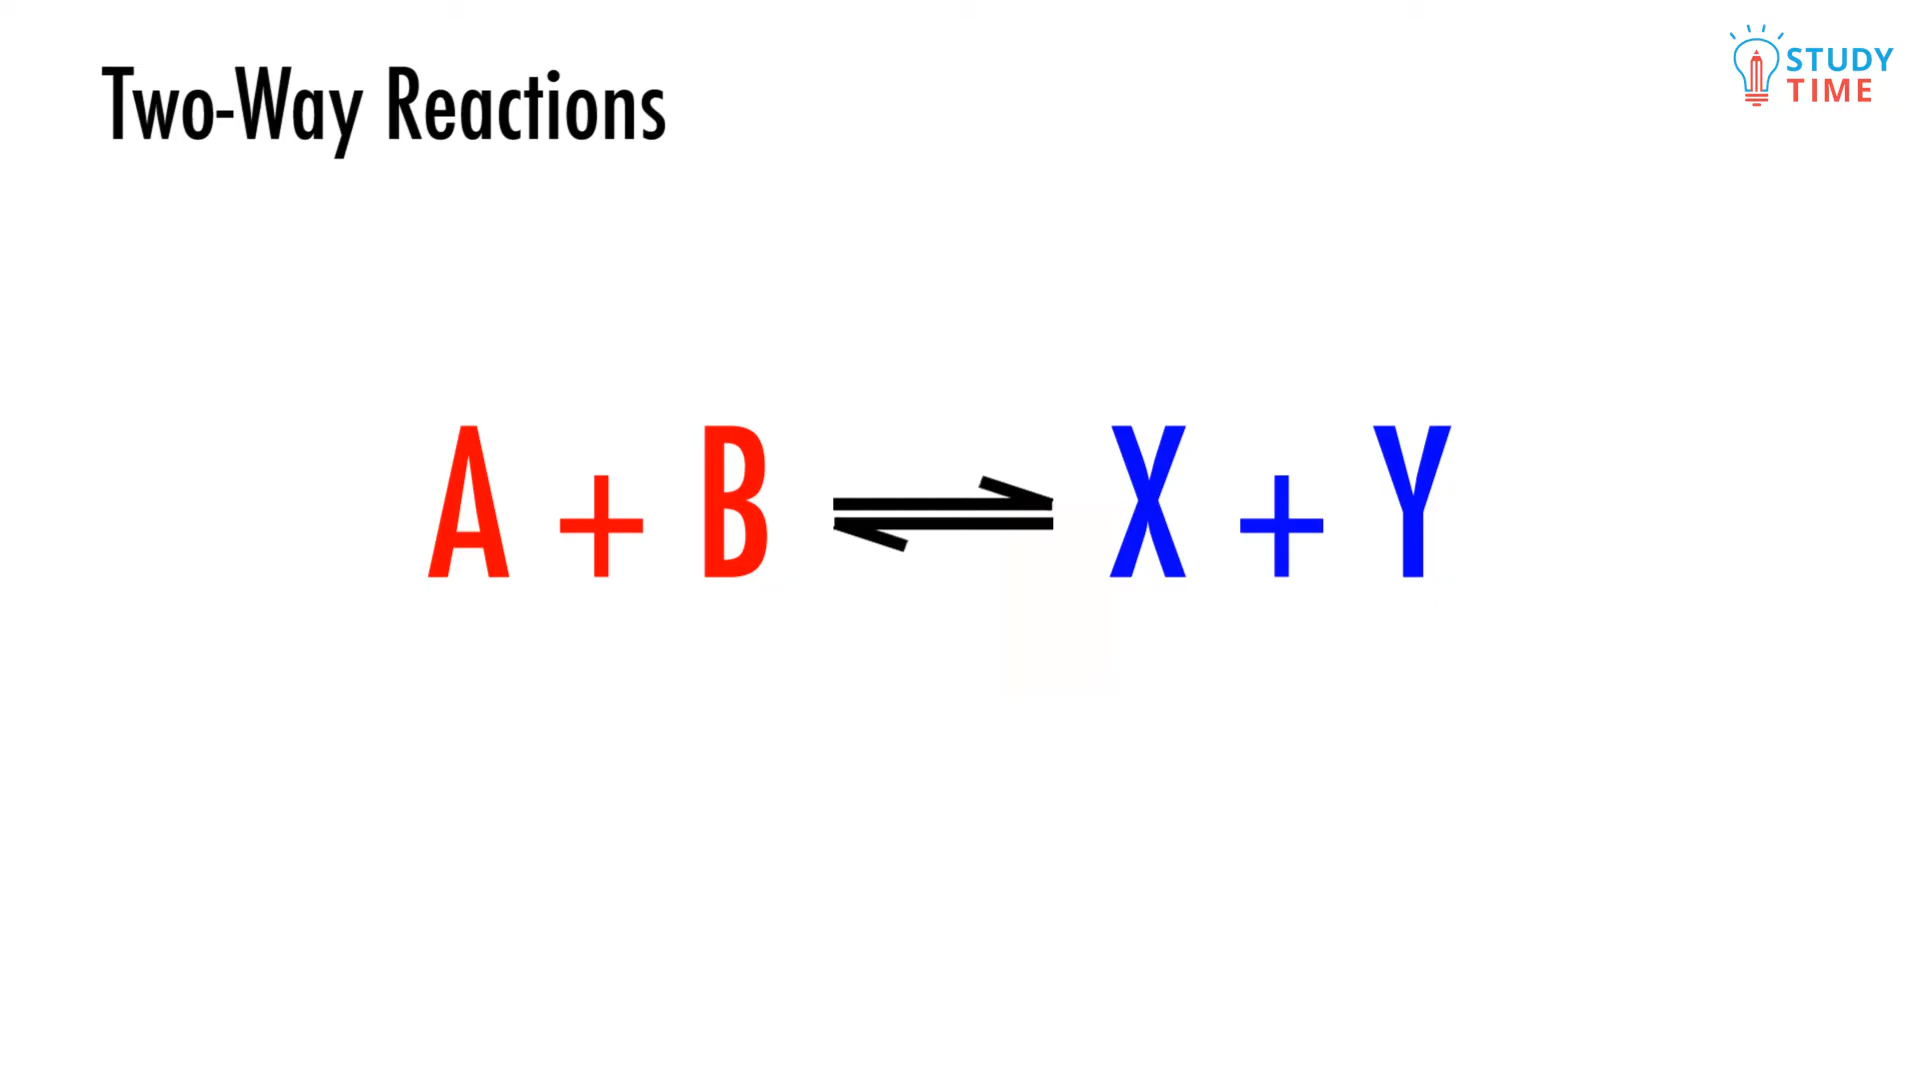 Two-Way Reactions
STUDY
TIME
A + B ⇌ X + Y